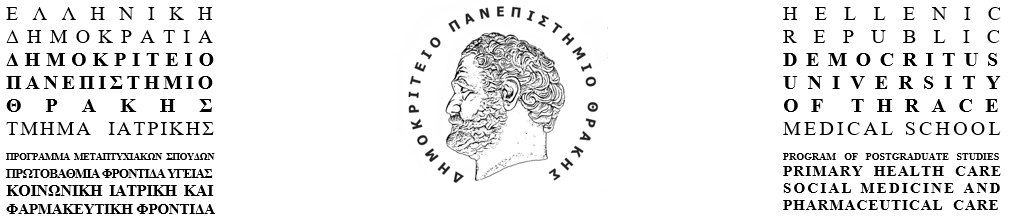 ΕΛΛΗΝΙΚΗ
ΔΗΜΟΚΡΑΤΙΑ
ΔΗΜΟΚΡΙΤΕΙΟ
ΠΑΝΕΠΙΣΤΗΜΙΟ
ΘΡΑΚΗΣ
ΤΜΗΜΑ ΙΑΤΡΙΚΗΣ
ΠΡΟΓΡΑΜΜΑ ΜΕΤΑΠΤΥΧΙΑΚΩΝ ΣΠΟΥΔΩΝ
ΠΡΩΤΟΒΑΘΜΙΑ ΦΡΟΝΤΙΔΑ ΥΓΕΙΑΣ
ΚΟΙΝΩΝΙΚΗ ΙΑΤΡΙΚΗ ΚΑΙ
ΦΑΡΜΑΚΕΥΤΙΚΗ ΦΡΟΝΤΙΔΑ
ΔΗΜΟΚΡΙΤΕΙΟ ΠΑΝΕΠΙΣΤΗΜΙΟ ΘΡΑΚΗΣ
HELLENIC
REPUBLIC
DEMOCRITUS
UNIVERSITY
OF THRACE
MEDICAL SCHOOL
PROGRAM OF POSTGRADUATE STUDIES
PRIMARY HEALTH CARE
SOCIAL MEDICINE AND
PHARMACEUTICAL CARE